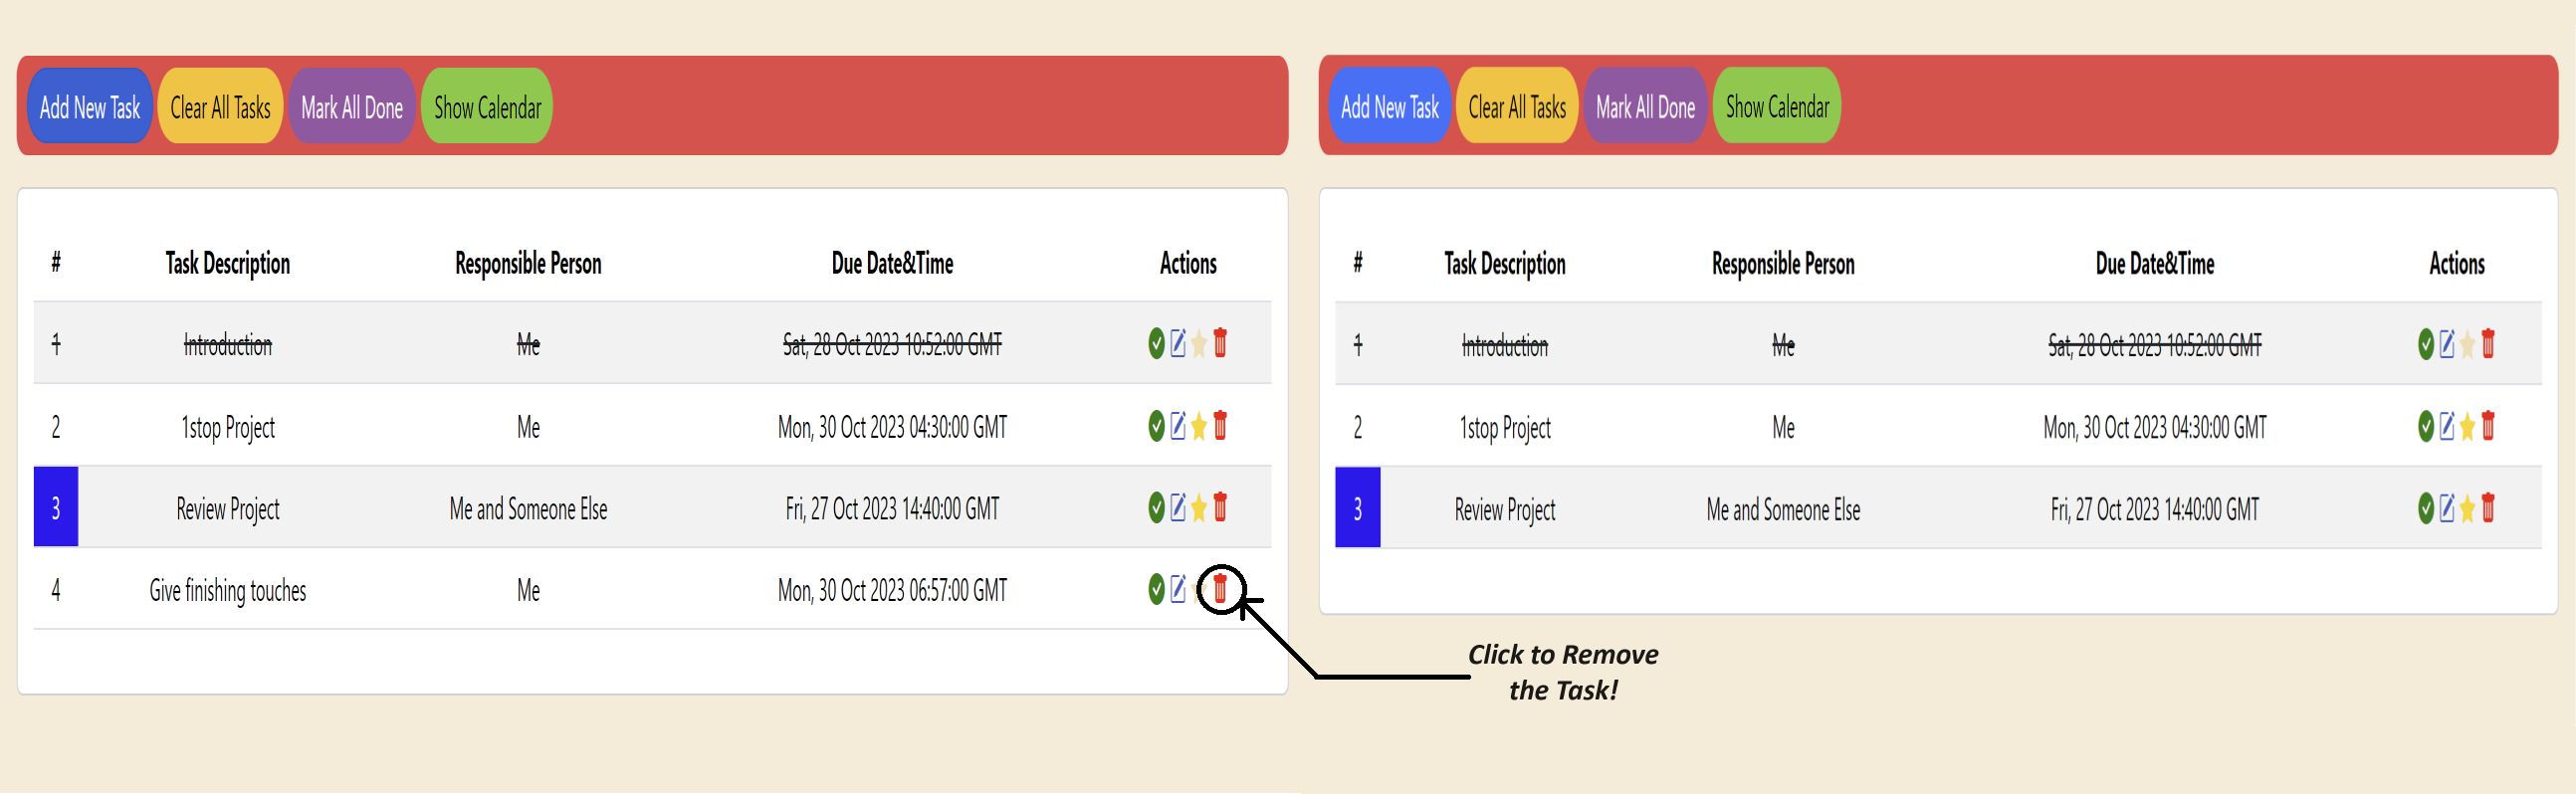 Add New Task Clear All Tasks Mark All Done Show Calendar
# Task Description Responsible Person Due Date&Time Actions
1 Introduction Me Sat, 28 Oct 2023 10:52:00 GMT
2 1stop Project Me Mon, 30 Oct 2023 04:30:00 GMT
3 Review Project Me and Someone Else Fri, 27 Oct 2023 14:40:00 GMT
4 Give finishing touches Me Mon, 30 Oct 2023 06:57:00 GMT
Add New Task Clear All Tasks Mark All Done Show Calendar
# Task Description Responsible Person Due Date&Time Actions
1 Introduction Me Sat, 28 Oct 2023 10:52:00 GMT
2 1stop Project Me Mon, 30 Oct 2023 04:30:00 GMT
3 Review Project Me and Someone Else Fri, 27 Oct 2023 14:40:00 GMT
Click to Remove
the Task!